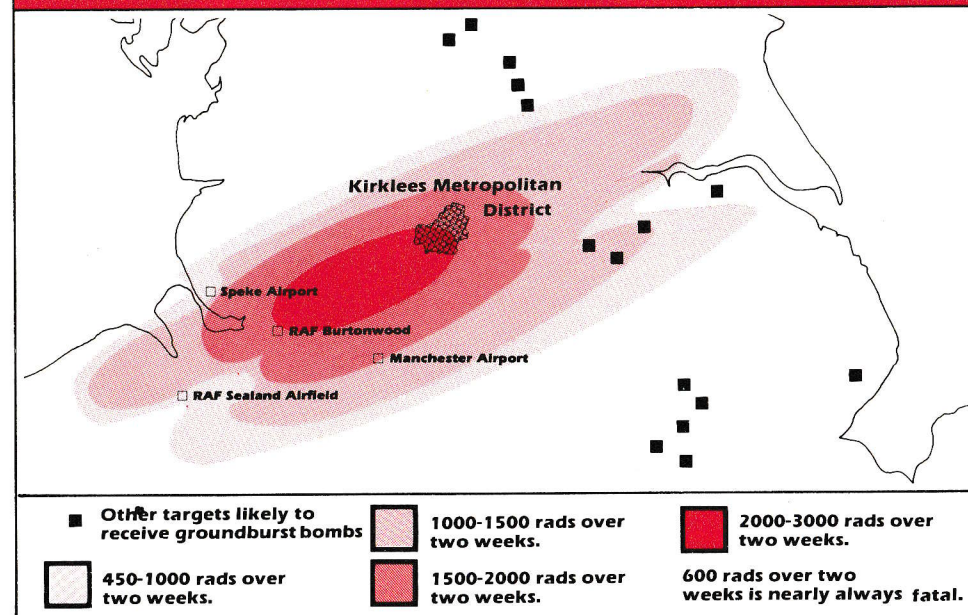 Kirklees Metropolitan
District
Speke Airport
RAF Burtonwood
Manchester Airport
RAF Sealand Airfield
Other targets likely to
receive groundburst bombs
450-1000 rads over
two weeks.
1000-1500 rads over
two weeks.
1500-2000 rads over
two weeks.
2000-3000 rads over
two weeks.
600 rads over two
weeks is nearly always fatal.